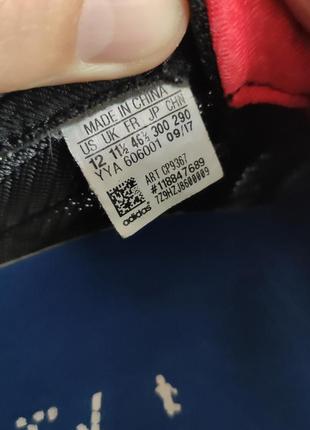 MADE IN CHINA
US UK FR JP CHN
12 11½ 46⅔ 300 290
YYA 606001 09/17
ART CP9367
#118847689
7Z9HZJ8600009
adidas